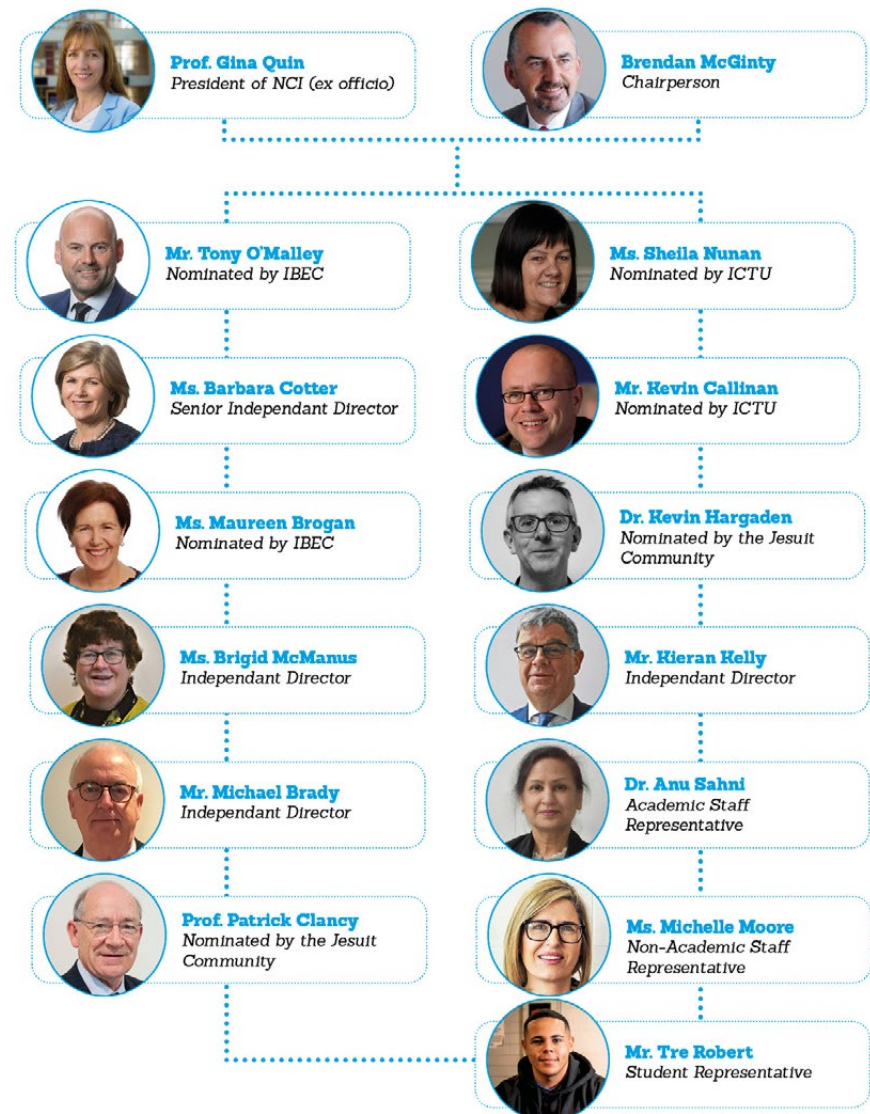 Prof. Gina Quin
President of NCI (ex officio)
Brendan McGinty
Chairperson
Mr. Tony O'Malley
Nominated by IBEC
Ms. Sheila Nunan
Nominated by ICTU
Ms. Barbara Cotter
Senior Independant Director
Mr. Kevin Callinan
Nominated by ICTU
Ms. Maureen Brogan
Nominated by IBEC
Dr. Kevin Hargaden
Nominated by the Jesuit
Community
Ms. Brigid McManus
Independant Director
Mr. Kieran Kelly
Independant Director
Mr. Michael Brady
Independant Director
Dr. Anu Sahni
Academic Staff
Representative
Prof. Patrick Clancy
Nominated by the Jesuit
Community
Ms. Michelle Moore
Non-Academic Staff
Representative
Mr. Tre Robert
Student Representative